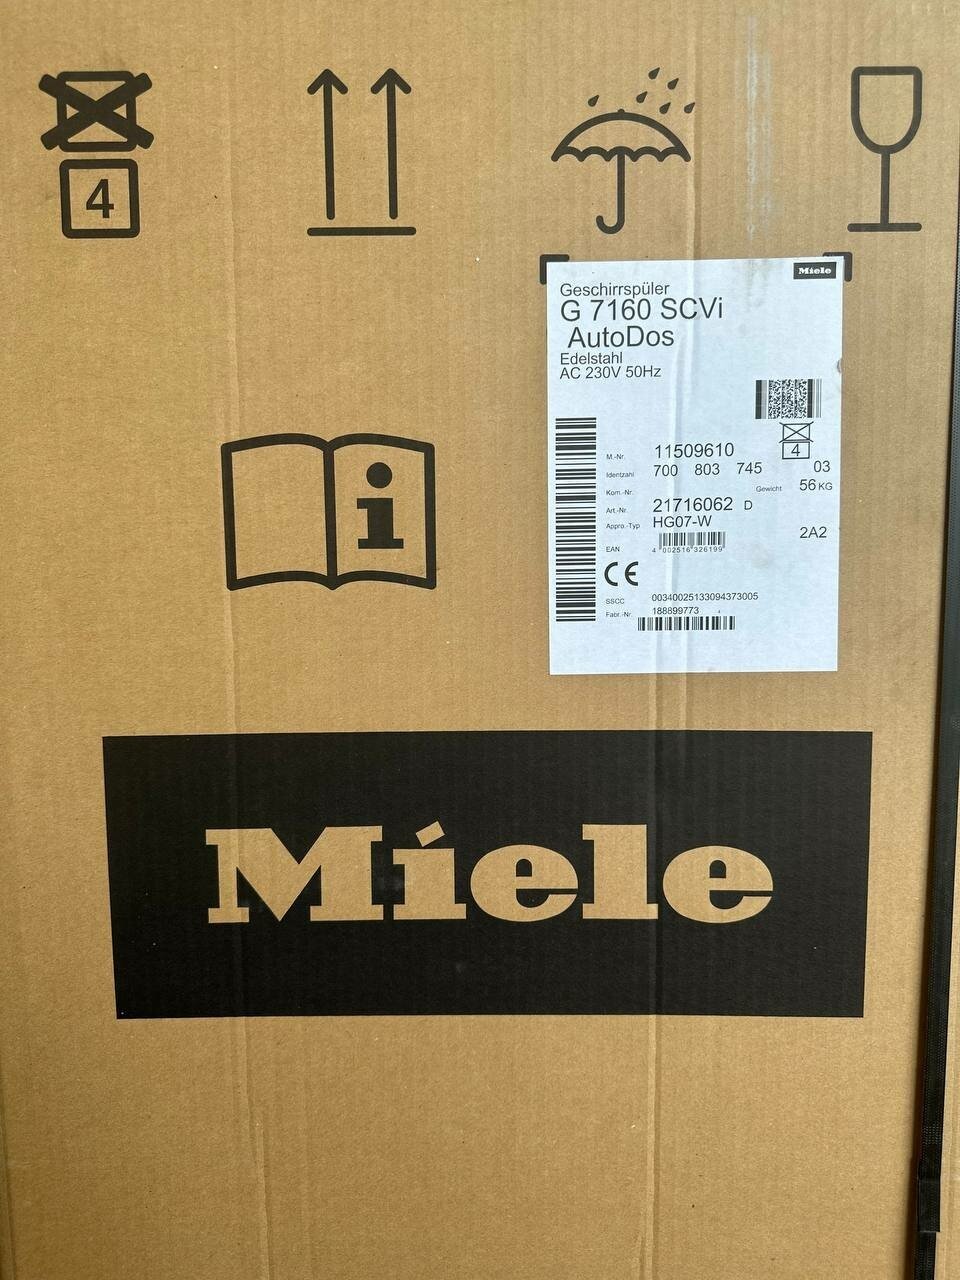 4
i
Miele
Geschirrspüler
G 7160 SCVi
AutoDos
Edelstahl
AC 230V 50Hz
4
M.-Nr. 11509610
Identzahl 700 803 745 03
Kom.-Nr. Gewicht 56 KG
Art.-Nr. 21716062 D
Appro.-Typ HG07-W
2A2
EAN 4 002516 326199
CE
SSCC 00340025133094373005
Fabr.-Nr. 188899773 4
Miele